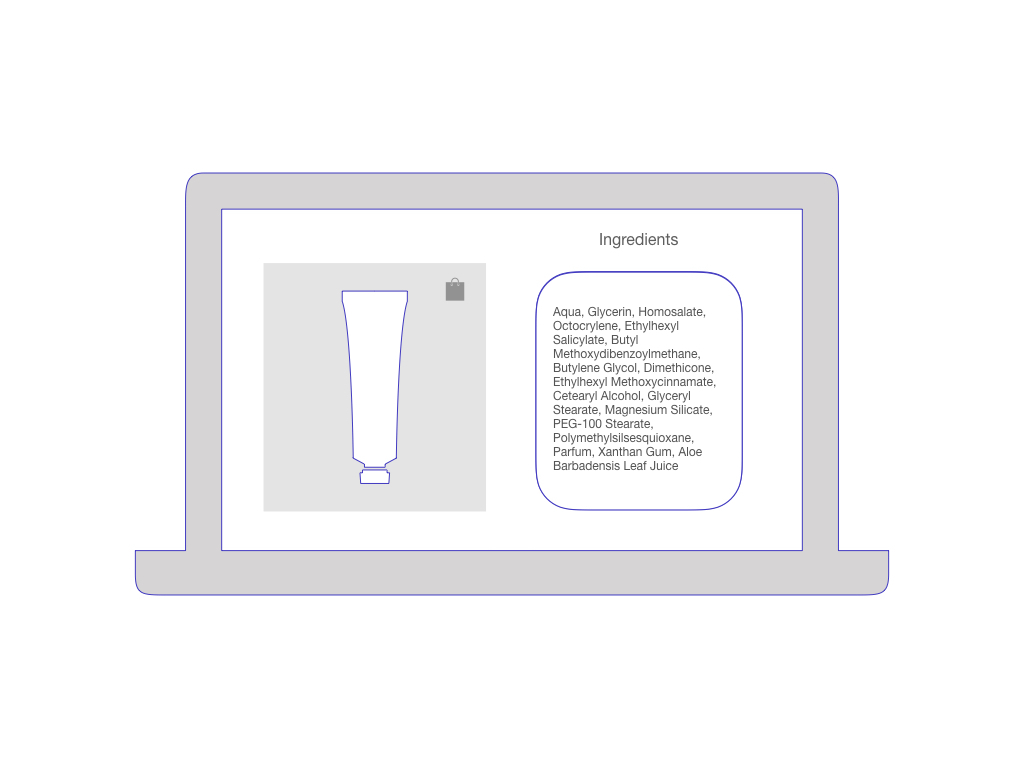 Ingredients
Aqua, Glycerin, Homosalate,
Octocrylene, Ethylhexyl
Salicylate, Butyl
Methoxydibenzoylmethane,
Butylene Glycol, Dimethicone,
Ethylhexyl Methoxycinnamate,
Cetearyl Alcohol, Glyceryl
Stearate, Magnesium Silicate,
PEG-100 Stearate,
Polymethylsilsesquioxane,
Parfum, Xanthan Gum, Aloe
Barbadensis Leaf Juice